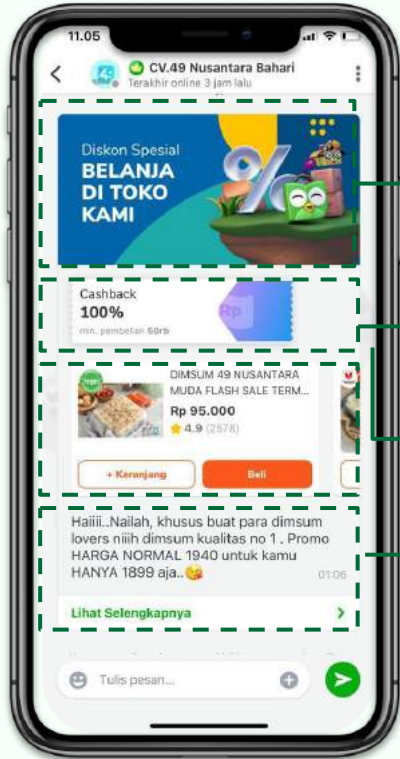 11.05
CV.49 Nusantara Bahari
Terakhir online 3 jam lalu
Diskon Spesial
BELANJA
DI TOKO
KAMI
%
Cashback
100%
min. pembelian 50rb
Rp
DIMSUM 49 NUSANTARA
MUDA FLASH SALE TERM...
Rp 95.000
4.9 (2578)
+ Keranjang
Beli
Haiiii..Nailah, khusus buat para dimsum
lovers niiih dimsum kualitas no 1 . Promo
HARGA NORMAL 1940 untuk kamu
HANYA 1899 aja..😘
01:06
Lihat Selengkapnya
Tulis pesan...